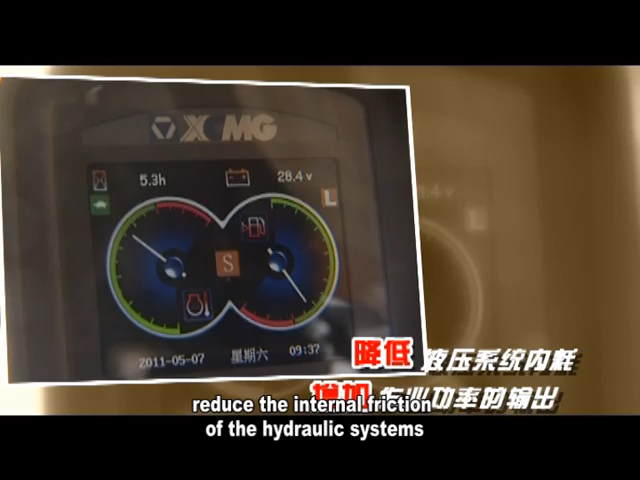 XCMG
5.3h
28.4v
L
S
2011-05-07 星期六 09:37
降低 液压系统内耗
增加 作业功率的输出
reduce the internal friction
of the hydraulic systems